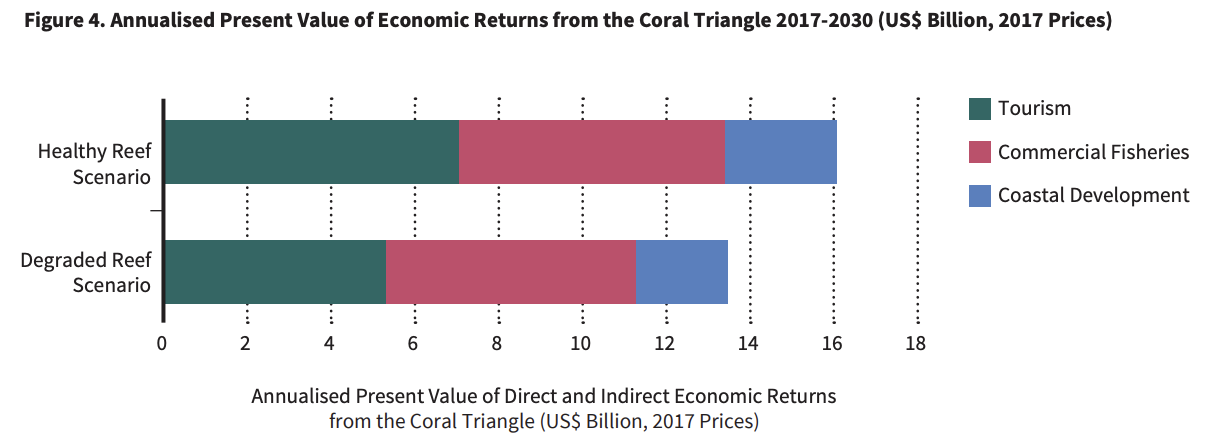 Figure 4. Annualised Present Value of Economic Returns from the Coral Triangle 2017-2030 (US$ Billion, 2017 Prices)
Tourism
Commercial Fisheries
Coastal Development
Healthy Reef
Scenario
Degraded Reef
Scenario
0 2 4 6 8 10 12 14 16 18
Annualised Present Value of Direct and Indirect Economic Returns
from the Coral Triangle (US$ Billion, 2017 Prices)